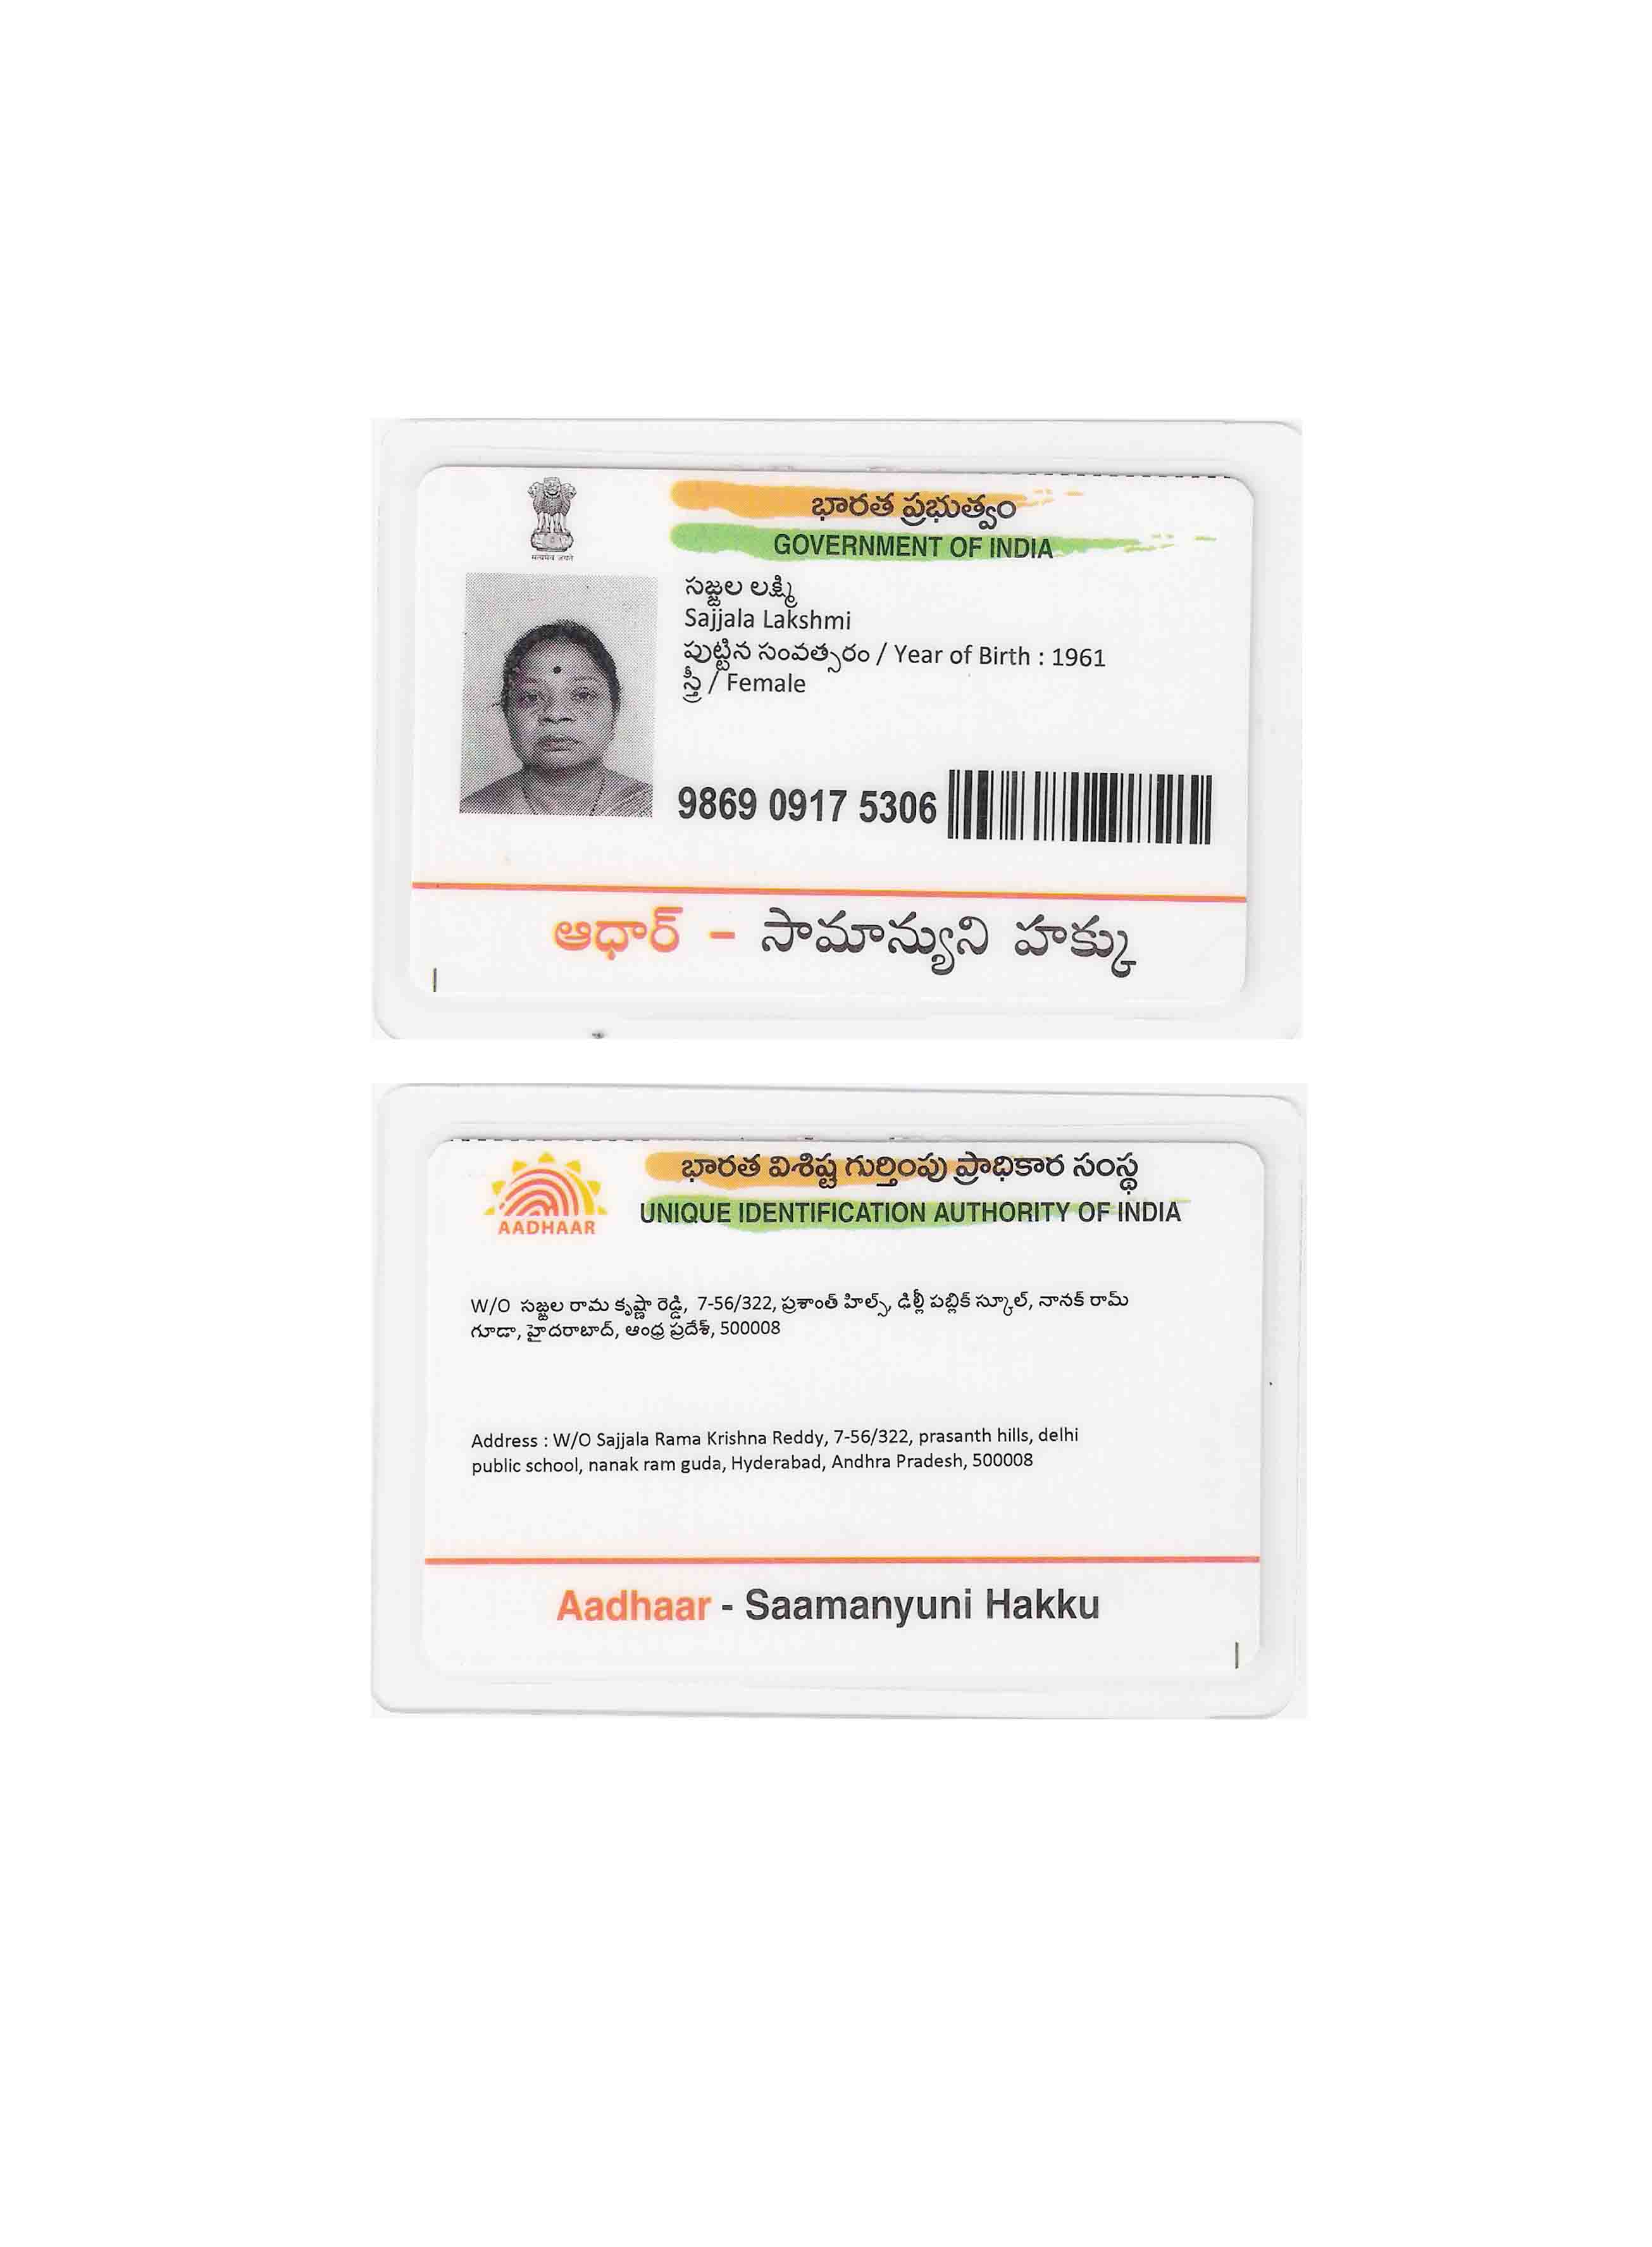 భారత ప్రభుత్వం
GOVERNMENT OF INDIA
सत्यमेव जयते
సజ్జల లక్ష్మి
Sajjala Lakshmi
పుట్టిన సంవత్సరం / Year of Birth : 1961
స్త్రీ / Female
9869 0917 5306
ఆధార్ - సామాన్యుని హక్కు
భారత విశిష్ట గుర్తింపు ప్రాధికార సంస్థ
UNIQUE IDENTIFICATION AUTHORITY OF INDIA
AADHAAR
W/O సజ్జల రామ కృష్ణా రెడ్డి, 7-56/322, ప్రశాంత్ హిల్స్, ఢిల్లీ పబ్లిక్ స్కూల్, నానక్ రామ్
గూడా, హైదరాబాద్, ఆంధ్ర ప్రదేశ్, 500008
Address : W/O Sajjala Rama Krishna Reddy, 7-56/322, prasanth hills, delhi
public school, nanak ram guda, Hyderabad, Andhra Pradesh, 500008
Aadhaar - Saamanyuni Hakku